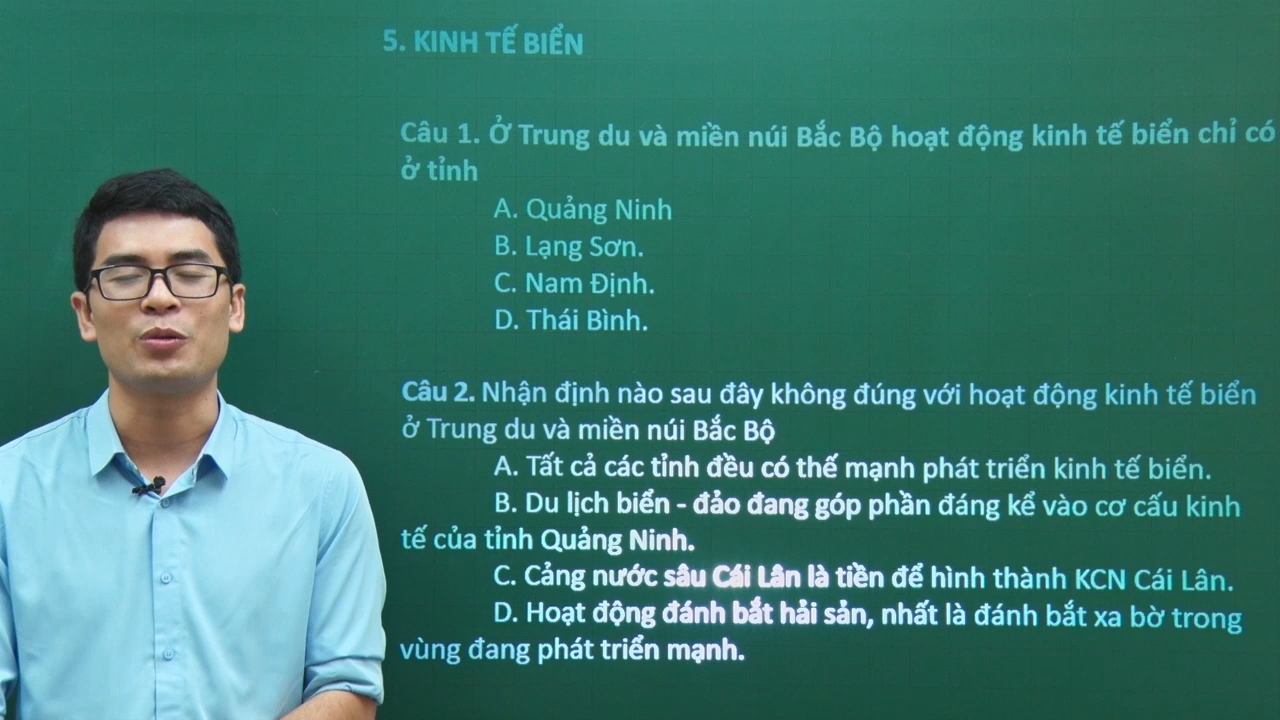 5. KINH TẾ BIỂN
Câu 1. Ở Trung du và miền núi Bắc Bộ hoạt động kinh tế biển chỉ có
ở tỉnh
A. Quảng Ninh
B. Lạng Sơn.
C. Nam Định.
D. Thái Bình.
Câu 2. Nhận định nào sau đây không đúng với hoạt động kinh tế biển
ở Trung du và miền núi Bắc Bộ
A. Tất cả các tỉnh đều có thế mạnh phát triển kinh tế biển.
B. Du lịch biển - đảo đang góp phần đáng kể vào cơ cấu kinh
tế của tỉnh Quảng Ninh.
C. Cảng nước sâu Cái Lân là tiền để hình thành KCN Cái Lân.
D. Hoạt động đánh bắt hải sản, nhất là đánh bắt xa bờ trong
vùng đang phát triển mạnh.